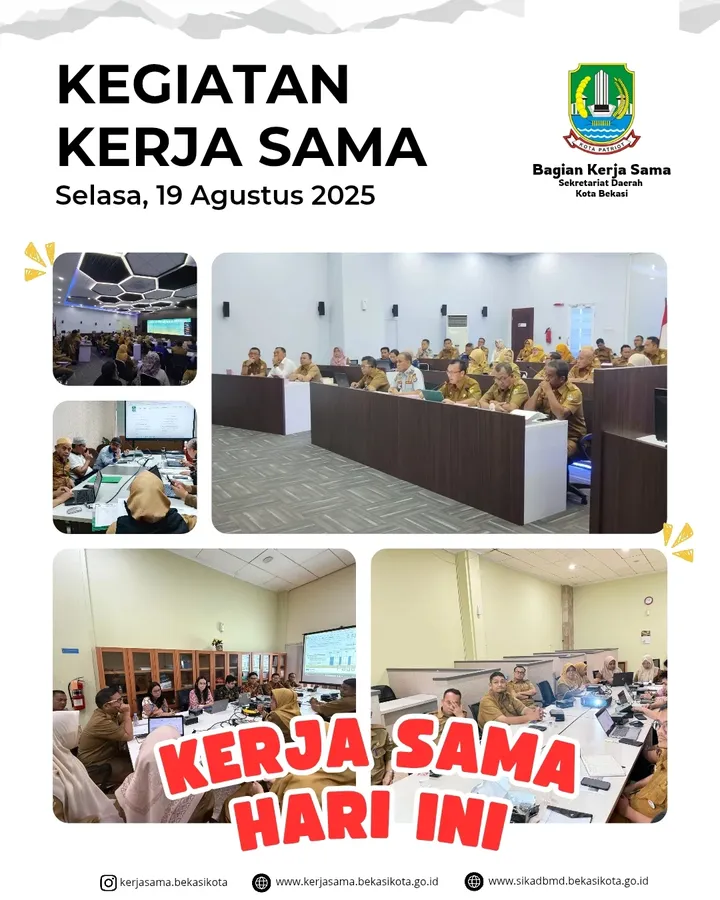 KEGIATAN
KERJA SAMA
Selasa, 19 Agustus 2025
KOTA PATRIOT
Bagian Kerja Sama
Sekretariat Daerah
Kota Bekasi
KERJA SAMA
HARI INI
kerjasama.bekasikota
www.kerjasama.bekasikota.go.id
www.sikadbmd.bekasikota.go.id